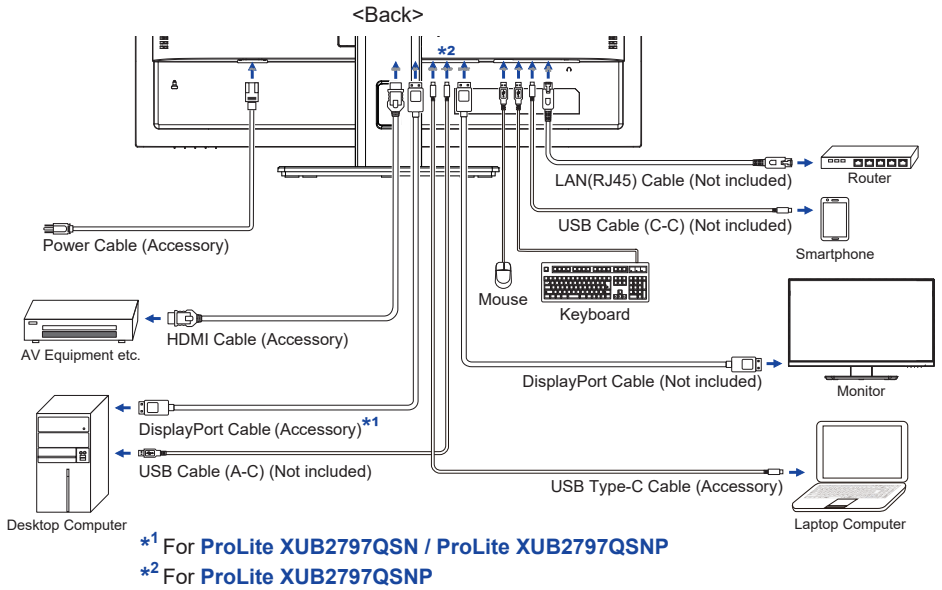 <Back>
*2
LAN(RJ45) Cable (Not included)
Router
USB Cable (C-C) (Not included)
Smartphone
Power Cable (Accessory)
Mouse
Keyboard
HDMI Cable (Accessory)
AV Equipment etc.
DisplayPort Cable (Not included)
Monitor
DisplayPort Cable (Accessory)*1
USB Cable (A-C) (Not included)
USB Type-C Cable (Accessory)
Desktop Computer
Laptop Computer
*1 For ProLite XUB2797QSN / ProLite XUB2797QSNP
*2 For ProLite XUB2797QSNP